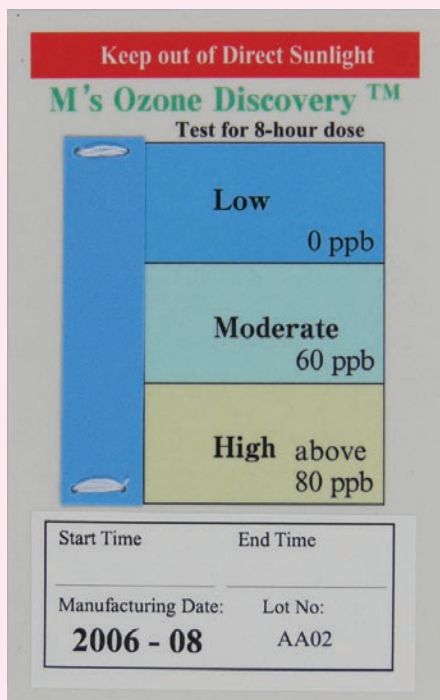 Keep out of Direct Sunlight
M's Ozone Discovery ™
Test for 8-hour dose
Low
0 ppb
Moderate
60 ppb
High above
80 ppb
Start Time End Time
Manufacturing Date: Lot No:
2006 - 08 AA02